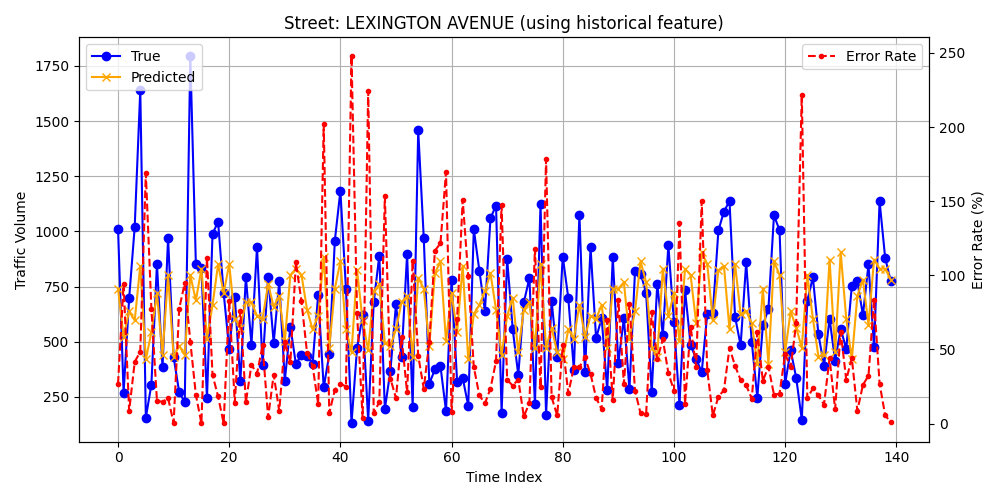 Street: LEXINGTON AVENUE (using historical feature)
True
Predicted
Error Rate
1750
1500
1250
1000
750
500
250
Traffic Volume
250
200
150
100
50
0
Error Rate (%)
0 20 40 60 80 100 120 140
Time Index